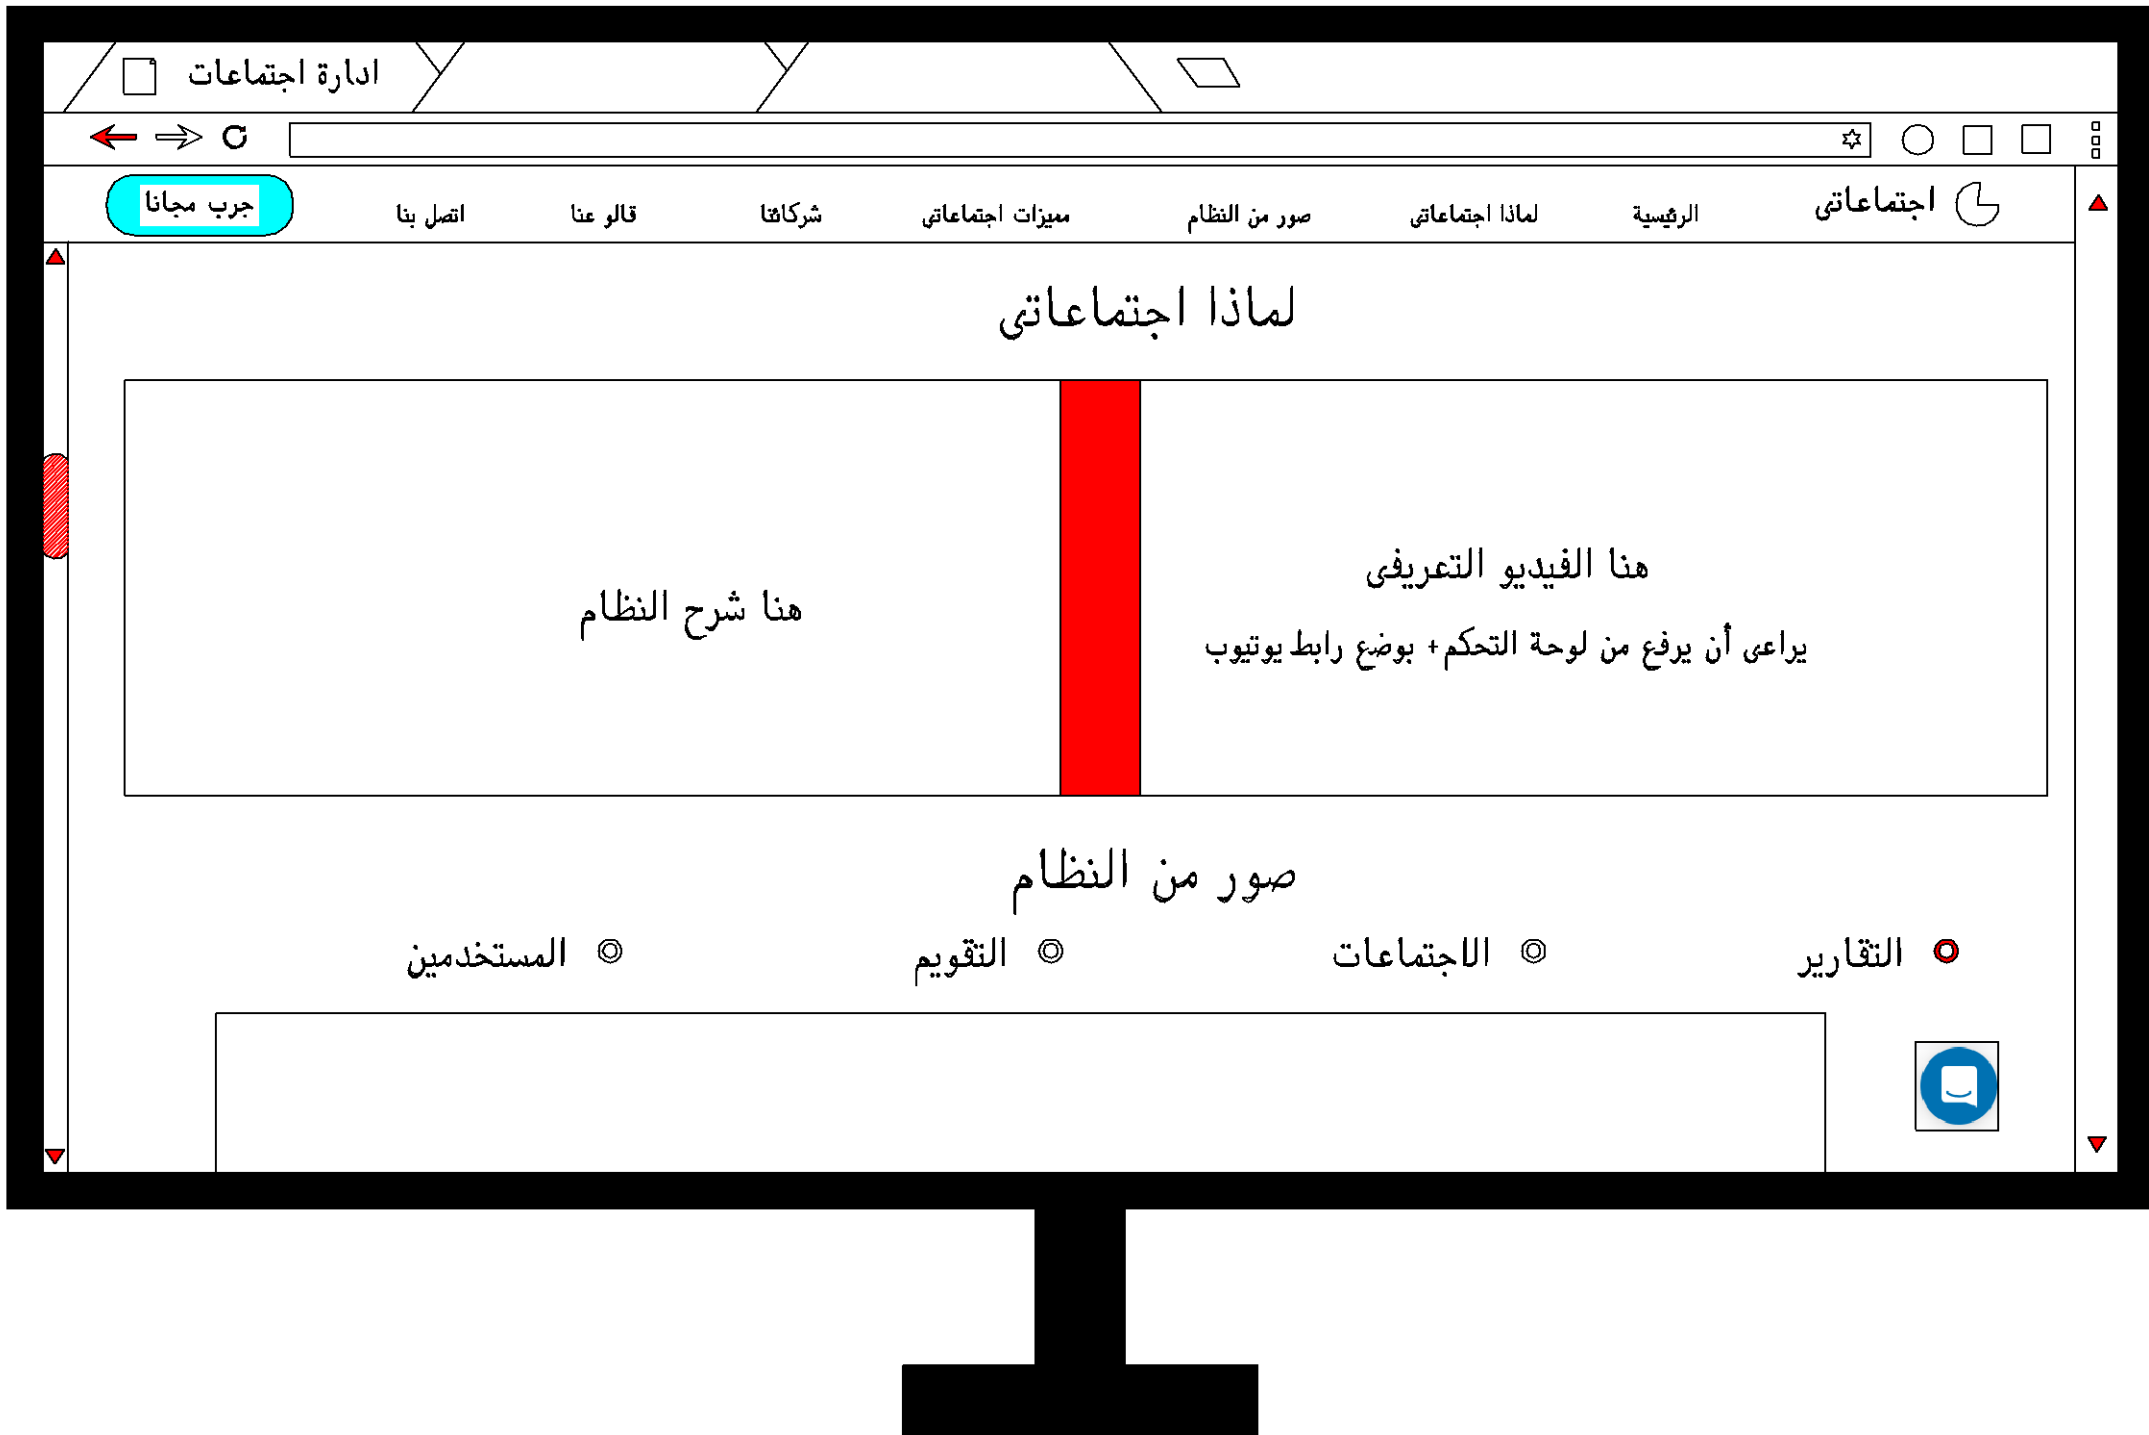 ادارة اجتماعات
اجتماعاتى
الرئيسية
لماذا اجتماعاتى
صور من النظام
مميزات اجتماعاتى
شركائنا
قالو عنا
اتصل بنا
جرب مجانا
لماذا اجتماعاتى
هنا الفيديو التعريفى
يراعى أن يرفع من لوحة التحكم+ بوضع رابط يوتيوب
هنا شرح النظام
صور من النظام
التقارير
الاجتماعات
التقويم
المستخدمين